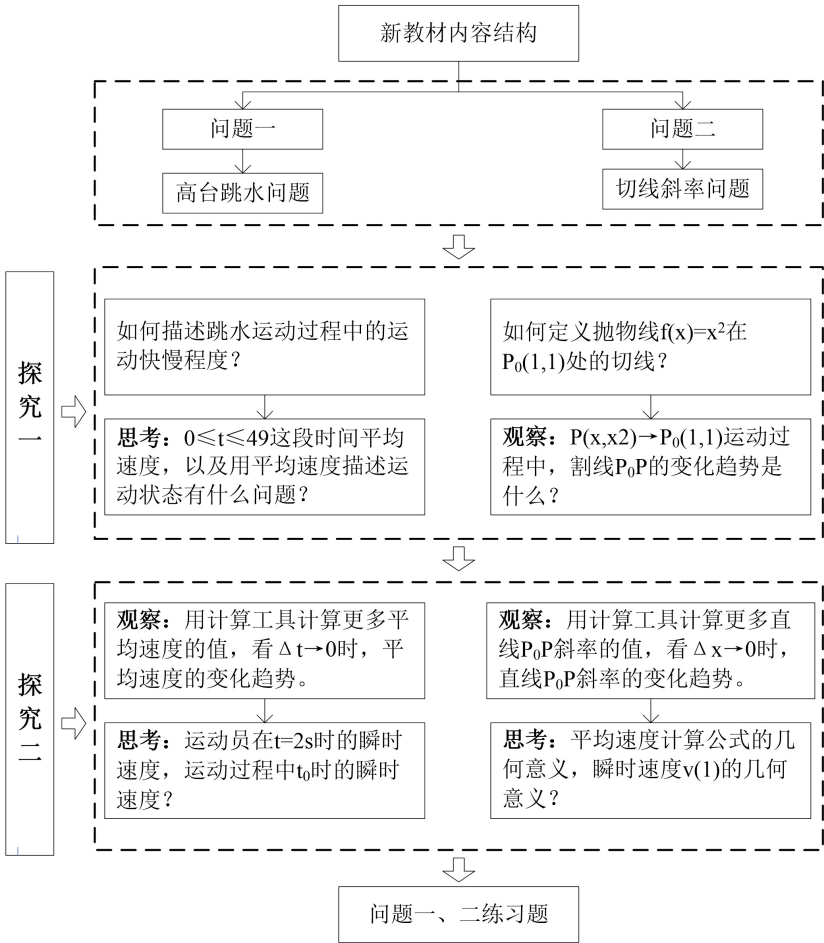 新教材内容结构
问题一
问题二
高台跳水问题
切线斜率问题
探究一
如何描述跳水运动过程中的运
动快慢程度？
如何定义抛物线f(x)=x²在
P₀(1,1)处的切线？
思考：0≤t≤49这段时间平均
速度，以及用平均速度描述运
动状态有什么问题？
观察：P(x,x2)→P₀(1,1)运动过
程中，割线P₀P的变化趋势是
什么？
探究二
观察：用计算工具计算更多平
均速度的值，看Δt→0时，平
均速度的变化趋势。
观察：用计算工具计算更多直
线P₀P斜率的值，看Δx→0时，
直线P₀P斜率的变化趋势。
思考：运动员在t=2s时的瞬时
速度，运动过程中t₀时的瞬时
速度？
思考：平均速度计算公式的几
何意义，瞬时速度v(1)的几何
意义？
问题一、二练习题